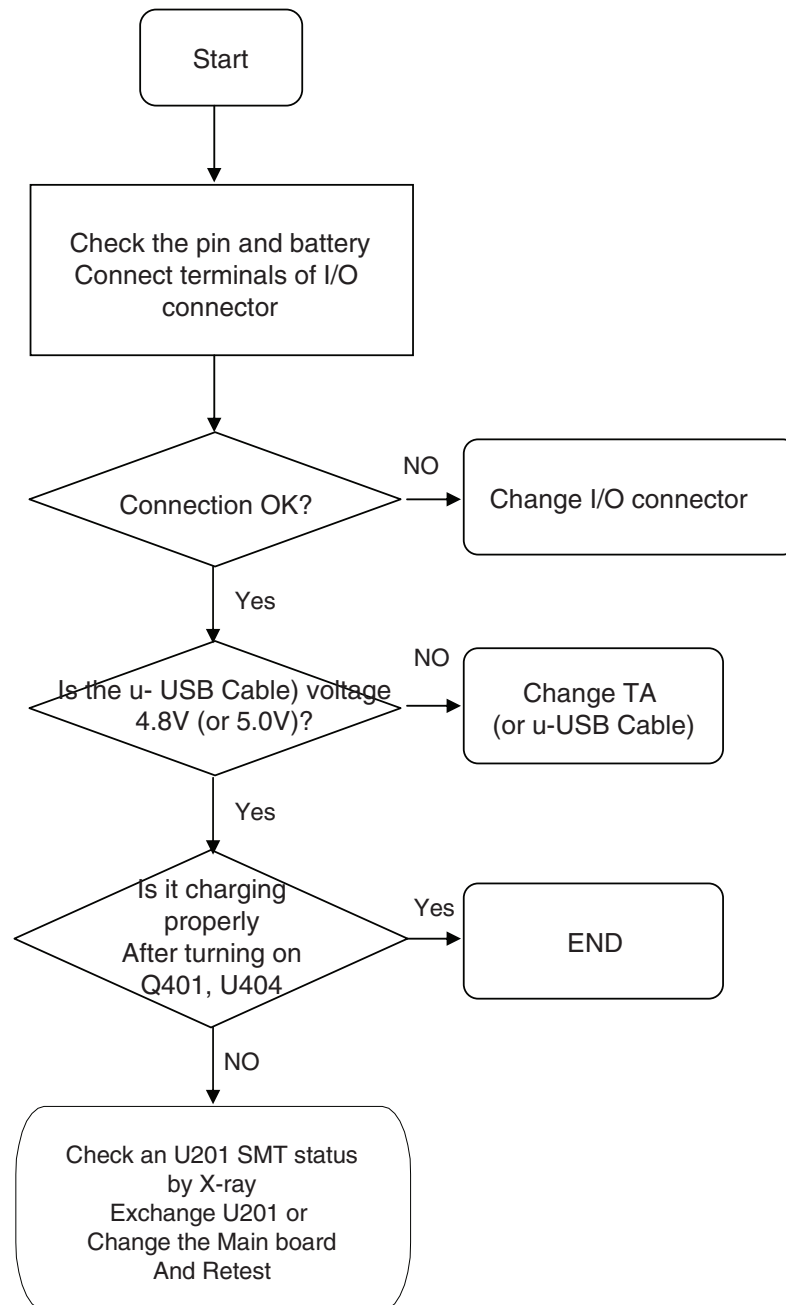 Start
Check the pin and battery
Connect terminals of I/O
connector
Connection OK?
NO
Change I/O connector
Yes
Is the u- USB Cable) voltage
4.8V (or 5.0V)?
NO
Change TA
(or u-USB Cable)
Yes
Is it charging
properly
After turning on
Q401, U404
Yes
END
NO
Check an U201 SMT status
by X-ray
Exchange U201 or
Change the Main board
And Retest